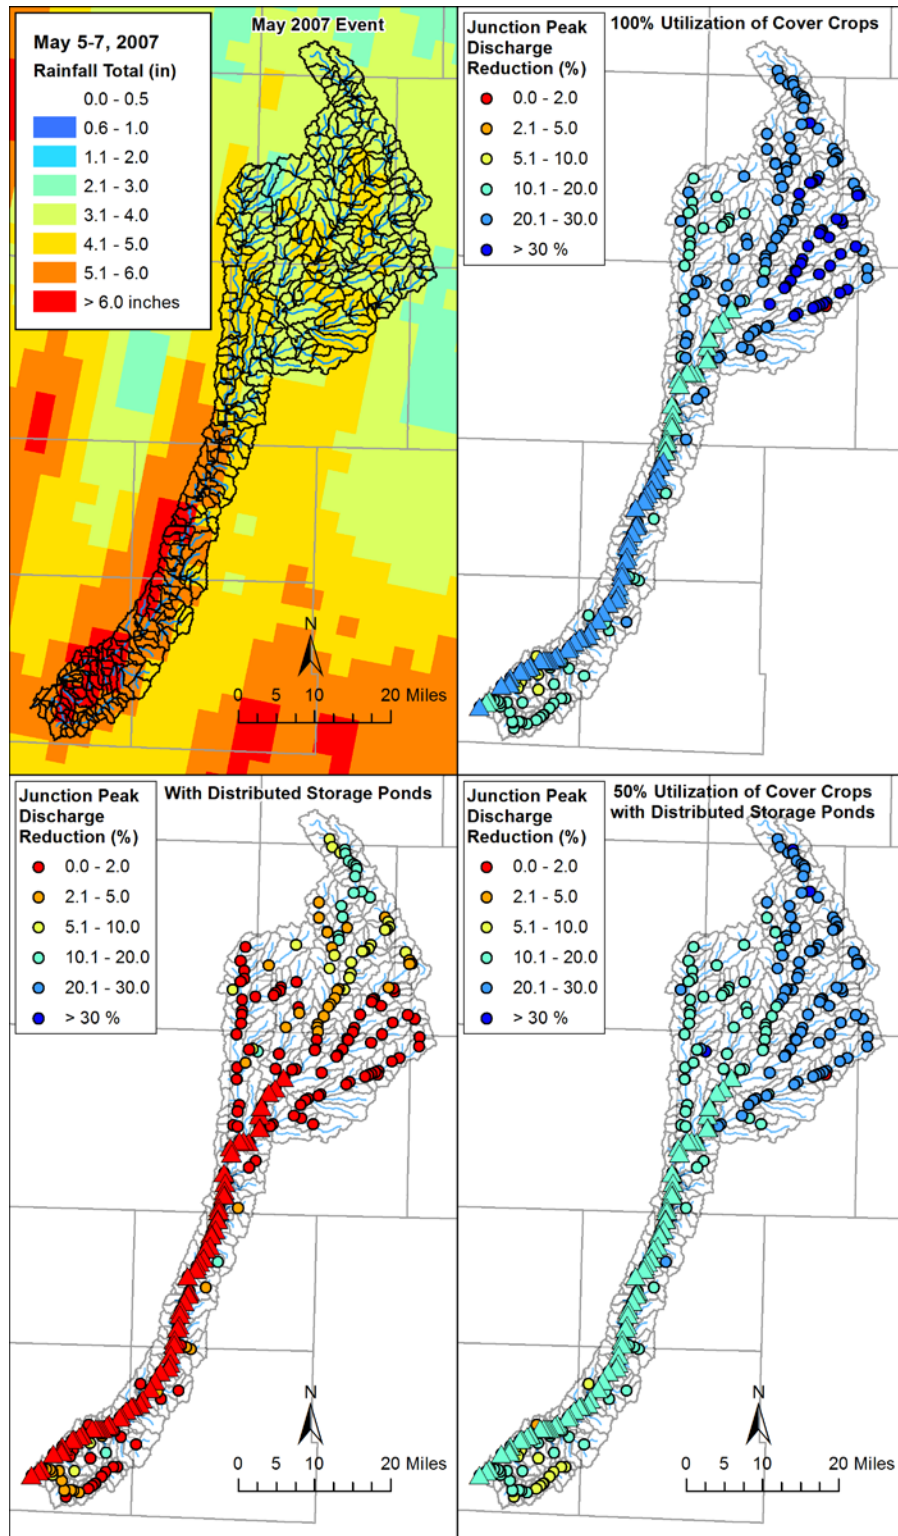 May 2007 Event
May 5-7, 2007
Rainfall Total (in)
0.0 - 0.5
0.6 - 1.0
1.1 - 2.0
2.1 - 3.0
3.1 - 4.0
4.1 - 5.0
5.1 - 6.0
> 6.0 inches
N
0 5 10 20 Miles
100% Utilization of Cover Crops
Junction Peak
Discharge
Reduction (%)
0.0 - 2.0
2.1 - 5.0
5.1 - 10.0
10.1 - 20.0
20.1 - 30.0
> 30 %
N
0 5 10 20 Miles
With Distributed Storage Ponds
Junction Peak
Discharge
Reduction (%)
0.0 - 2.0
2.1 - 5.0
5.1 - 10.0
10.1 - 20.0
20.1 - 30.0
> 30 %
N
0 5 10 20 Miles
50% Utilization of Cover Crops
with Distributed Storage Ponds
Junction Peak
Discharge
Reduction (%)
0.0 - 2.0
2.1 - 5.0
5.1 - 10.0
10.1 - 20.0
20.1 - 30.0
> 30 %
N
0 5 10 20 Miles